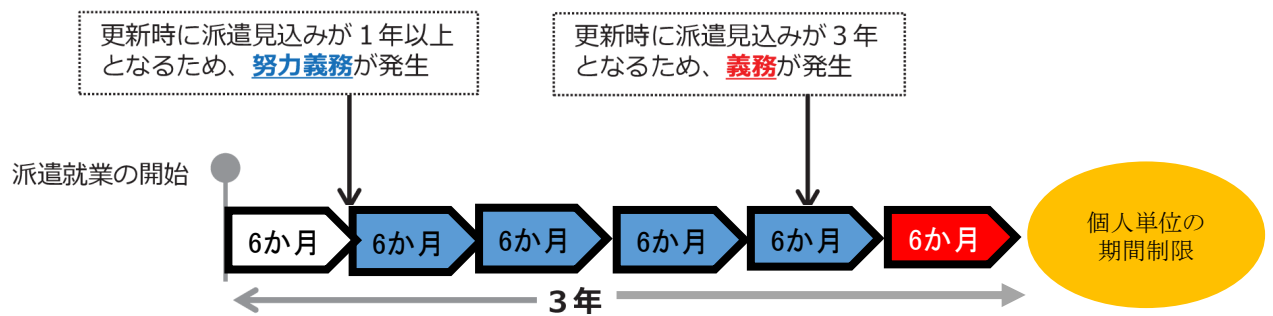 更新時に派遣見込みが１年以上
となるため、努力義務が発生
更新時に派遣見込みが３年
となるため、義務が発生
派遣就業の開始
6か月
6か月
6か月
6か月
6か月
6か月
個人単位の
期間制限
３年